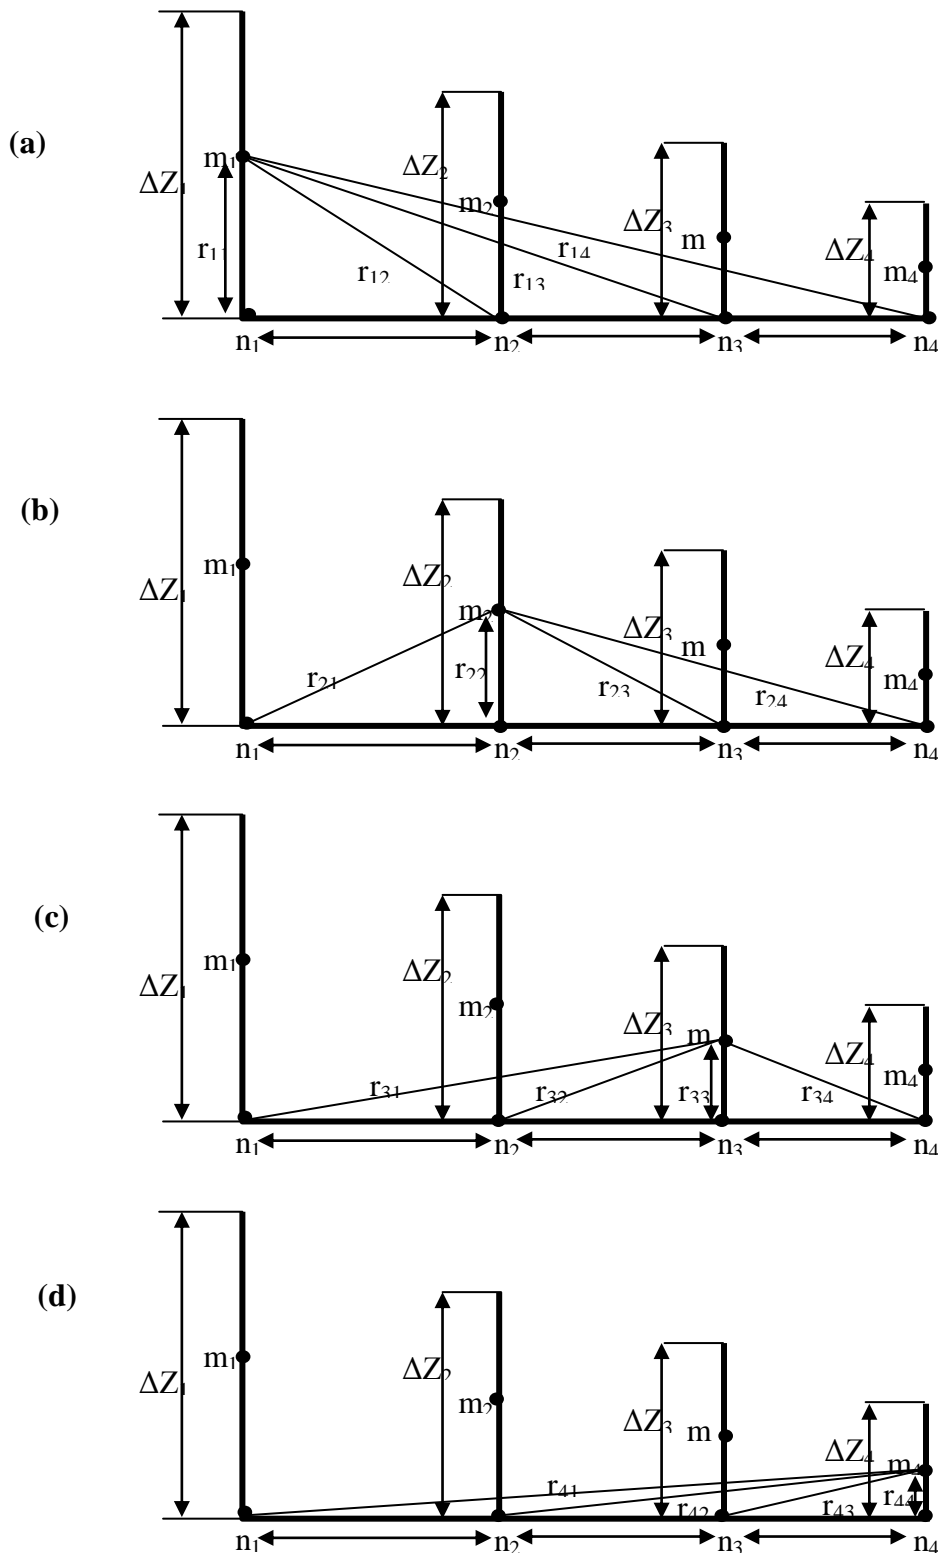 (a)
ΔZ₁
m₁
r₁₁
r₁₂
ΔZ₂
m₂
r₁₃
r₁₄
ΔZ₃
m
ΔZ₄
m₄
n₁ n₂ n₃ n₄
(b)
ΔZ₁
m₁
r₂₁
ΔZ₂
m₂
r₂₂
r₂₃
ΔZ₃
m
r₂₄
ΔZ₄
m₄
n₁ n₂ n₃ n₄
(c)
ΔZ₁
m₁
r₃₁
ΔZ₂
m₂
r₃₂
ΔZ₃
m
r₃₃
r₃₄
ΔZ₄
m₄
n₁ n₂ n₃ n₄
(d)
ΔZ₁
m₁
ΔZ₂
m₂
r₄₁
ΔZ₃
m
r₄₂
ΔZ₄
m₄
r₄₃
r₄₄
n₁ n₂ n₃ n₄